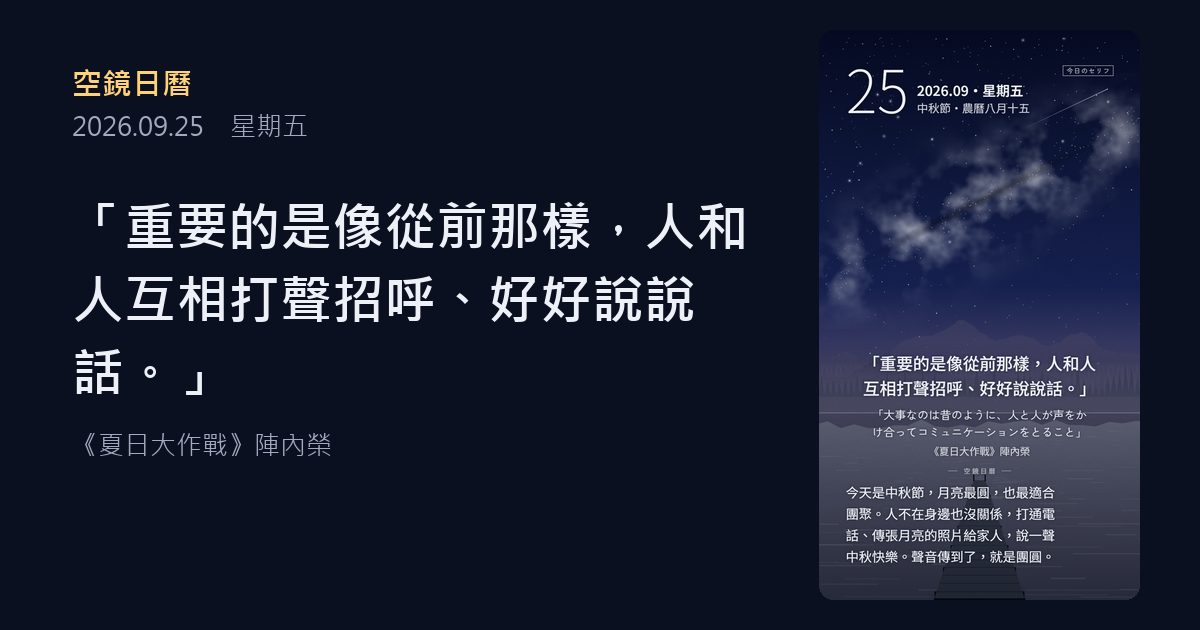 空鏡日曆
2026.09.25 星期五
「重要的是像從前那樣，人和
人互相打聲招呼、好好說說
話。」
《夏日大作戰》陣內榮
今日のセリフ
25
2026.09・星期五
中秋節・農曆八月十五
「重要的是像從前那樣，人和人
互相打聲招呼、好好說說話。」
「大事なのは昔のように、人と人が声をか
け合ってコミュニケーションをとること」
《夏日大作戰》陣內榮
— 空鏡日曆 —
今天是中秋節，月亮最圓，也最適合
團聚。人不在身邊也沒關係，打通電
話、傳張月亮的照片給家人，說一聲
中秋快樂。聲音傳到了，就是團圓。